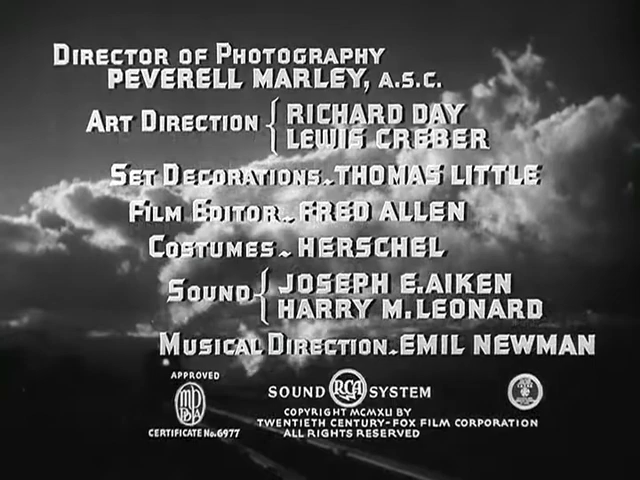 DIRECTOR OF PHOTOGRAPHY
PEVERELL MARLEY, A.S.C.
ART DIRECTION { RICHARD DAY
LEWIS CREBER
SET DECORATIONS~THOMAS LITTLE
FILM EDITOR~FRED ALLEN
COSTUMES~HERSCHEL
SOUND { JOSEPH E. AIKEN
HARRY M. LEONARD
MUSICAL DIRECTION~EMIL NEWMAN
APPROVED
MPPDA
CERTIFICATE No. 6977
SOUND RCA SYSTEM
COPYRIGHT MCMXLI BY
TWENTIETH CENTURY-FOX FILM CORPORATION
ALL RIGHTS RESERVED